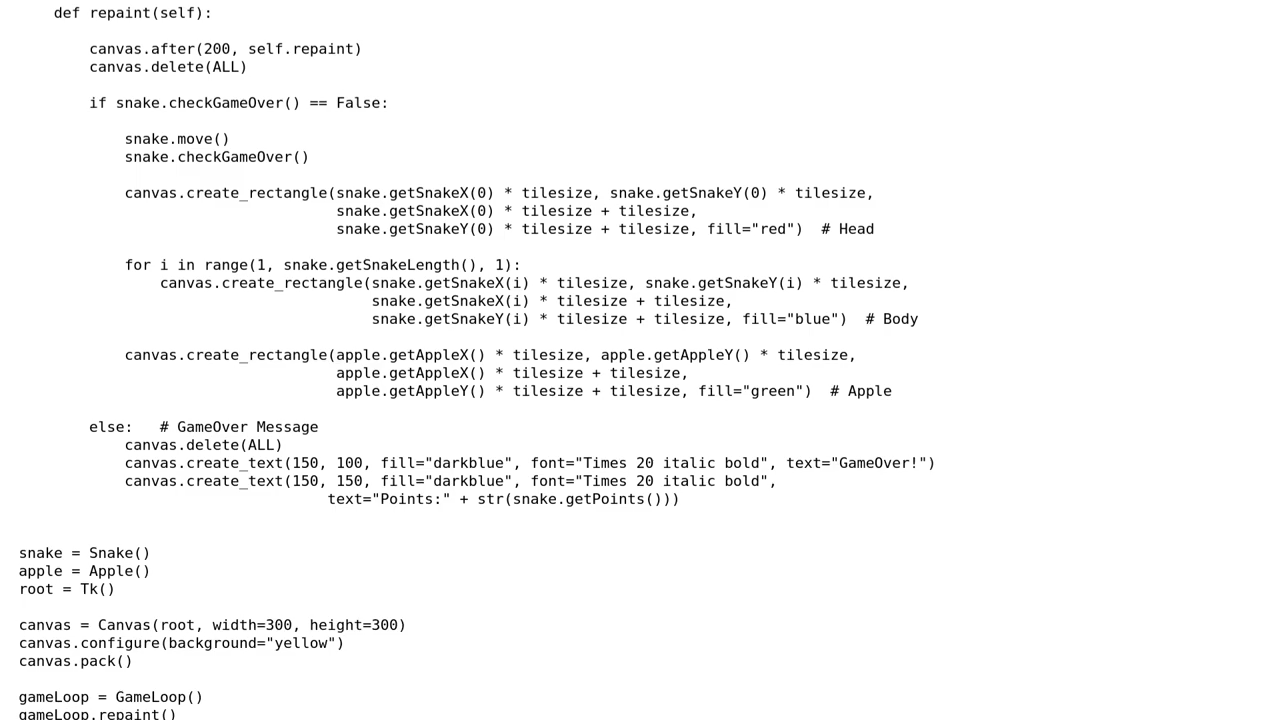 def repaint(self):
canvas.after(200, self.repaint)
canvas.delete(ALL)
if snake.checkGameOver() == False:
snake.move()
snake.checkGameOver()
canvas.create_rectangle(snake.getSnakeX(0) * tilesize, snake.getSnakeY(0) * tilesize,
snake.getSnakeX(0) * tilesize + tilesize,
snake.getSnakeY(0) * tilesize + tilesize, fill="red")  # Head
for i in range(1, snake.getSnakeLength(), 1):
canvas.create_rectangle(snake.getSnakeX(i) * tilesize, snake.getSnakeY(i) * tilesize,
snake.getSnakeX(i) * tilesize + tilesize,
snake.getSnakeY(i) * tilesize + tilesize, fill="blue")  # Body
canvas.create_rectangle(apple.getAppleX() * tilesize, apple.getAppleY() * tilesize,
apple.getAppleX() * tilesize + tilesize,
apple.getAppleY() * tilesize + tilesize, fill="green")  # Apple
else:   # GameOver Message
canvas.delete(ALL)
canvas.create_text(150, 100, fill="darkblue", font="Times 20 italic bold", text="GameOver!")
canvas.create_text(150, 150, fill="darkblue", font="Times 20 italic bold",
text="Points:" + str(snake.getPoints()))
snake = Snake()
apple = Apple()
root = Tk()
canvas = Canvas(root, width=300, height=300)
canvas.configure(background="yellow")
canvas.pack()
gameLoop = GameLoop()
gameLoop.repaint()